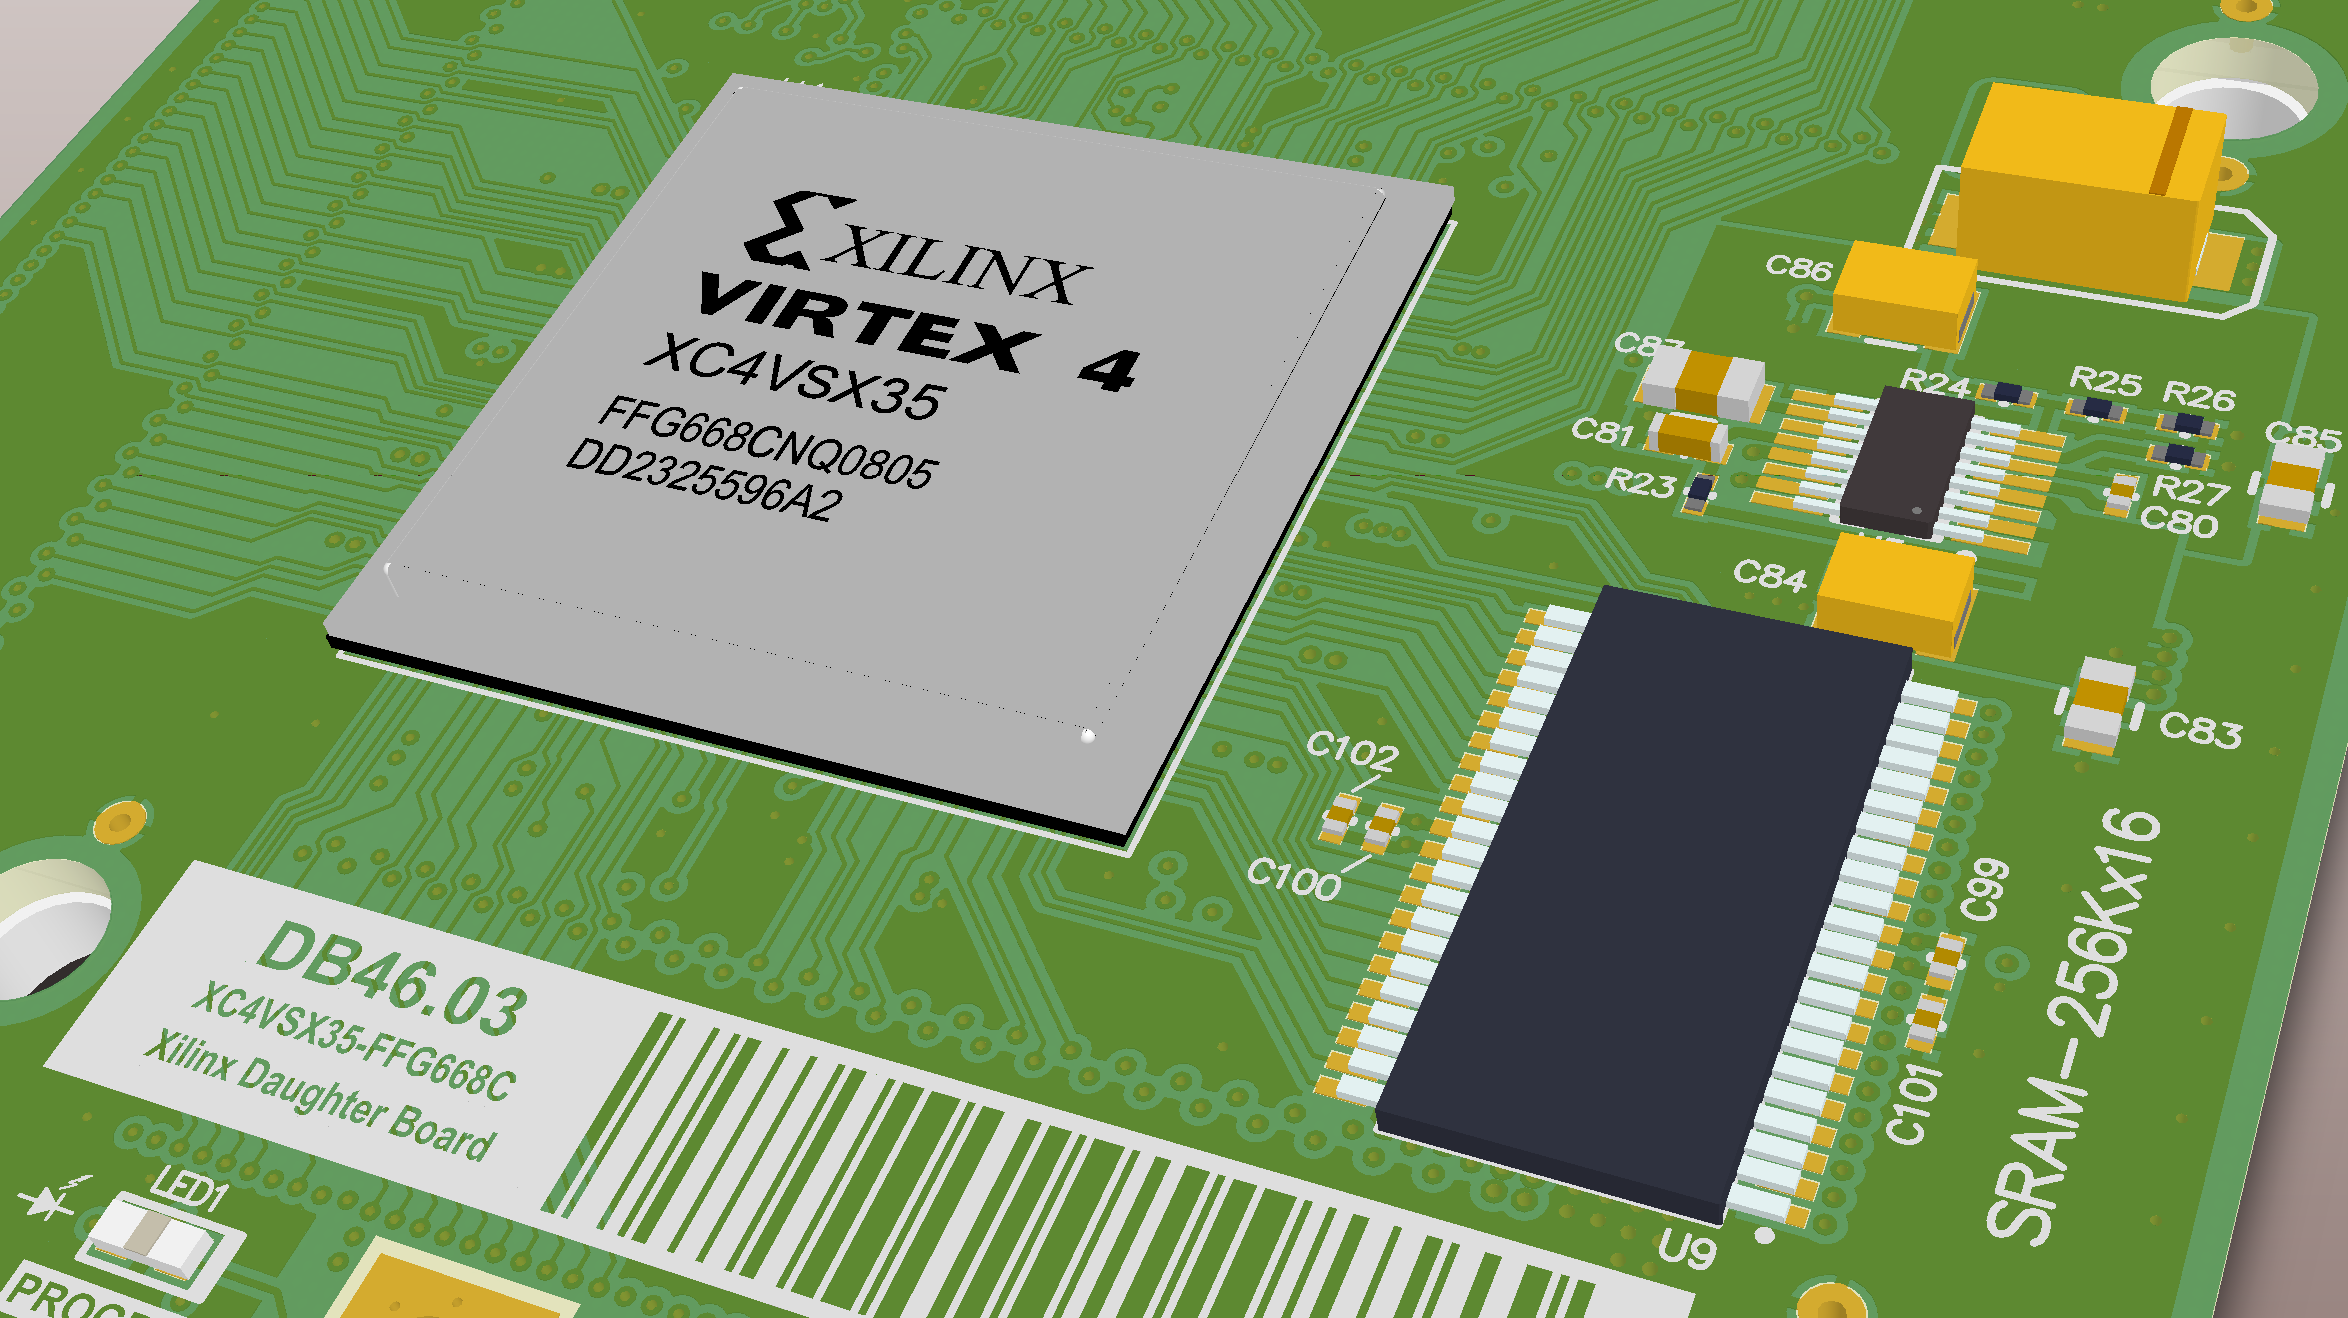 XILINX
VIRTEX 4
XC4VSX35
FFG668CNQ0805
DD2325596A2
C86
C87
R24
R25
R26
C81
C85
R23
R27
C80
C84
C83
C102
C100
C99
C101
SRAM-256Kx16
U9
DB46.03
XC4VSX35-FFG668C
Xilinx Daughter Board
LED1